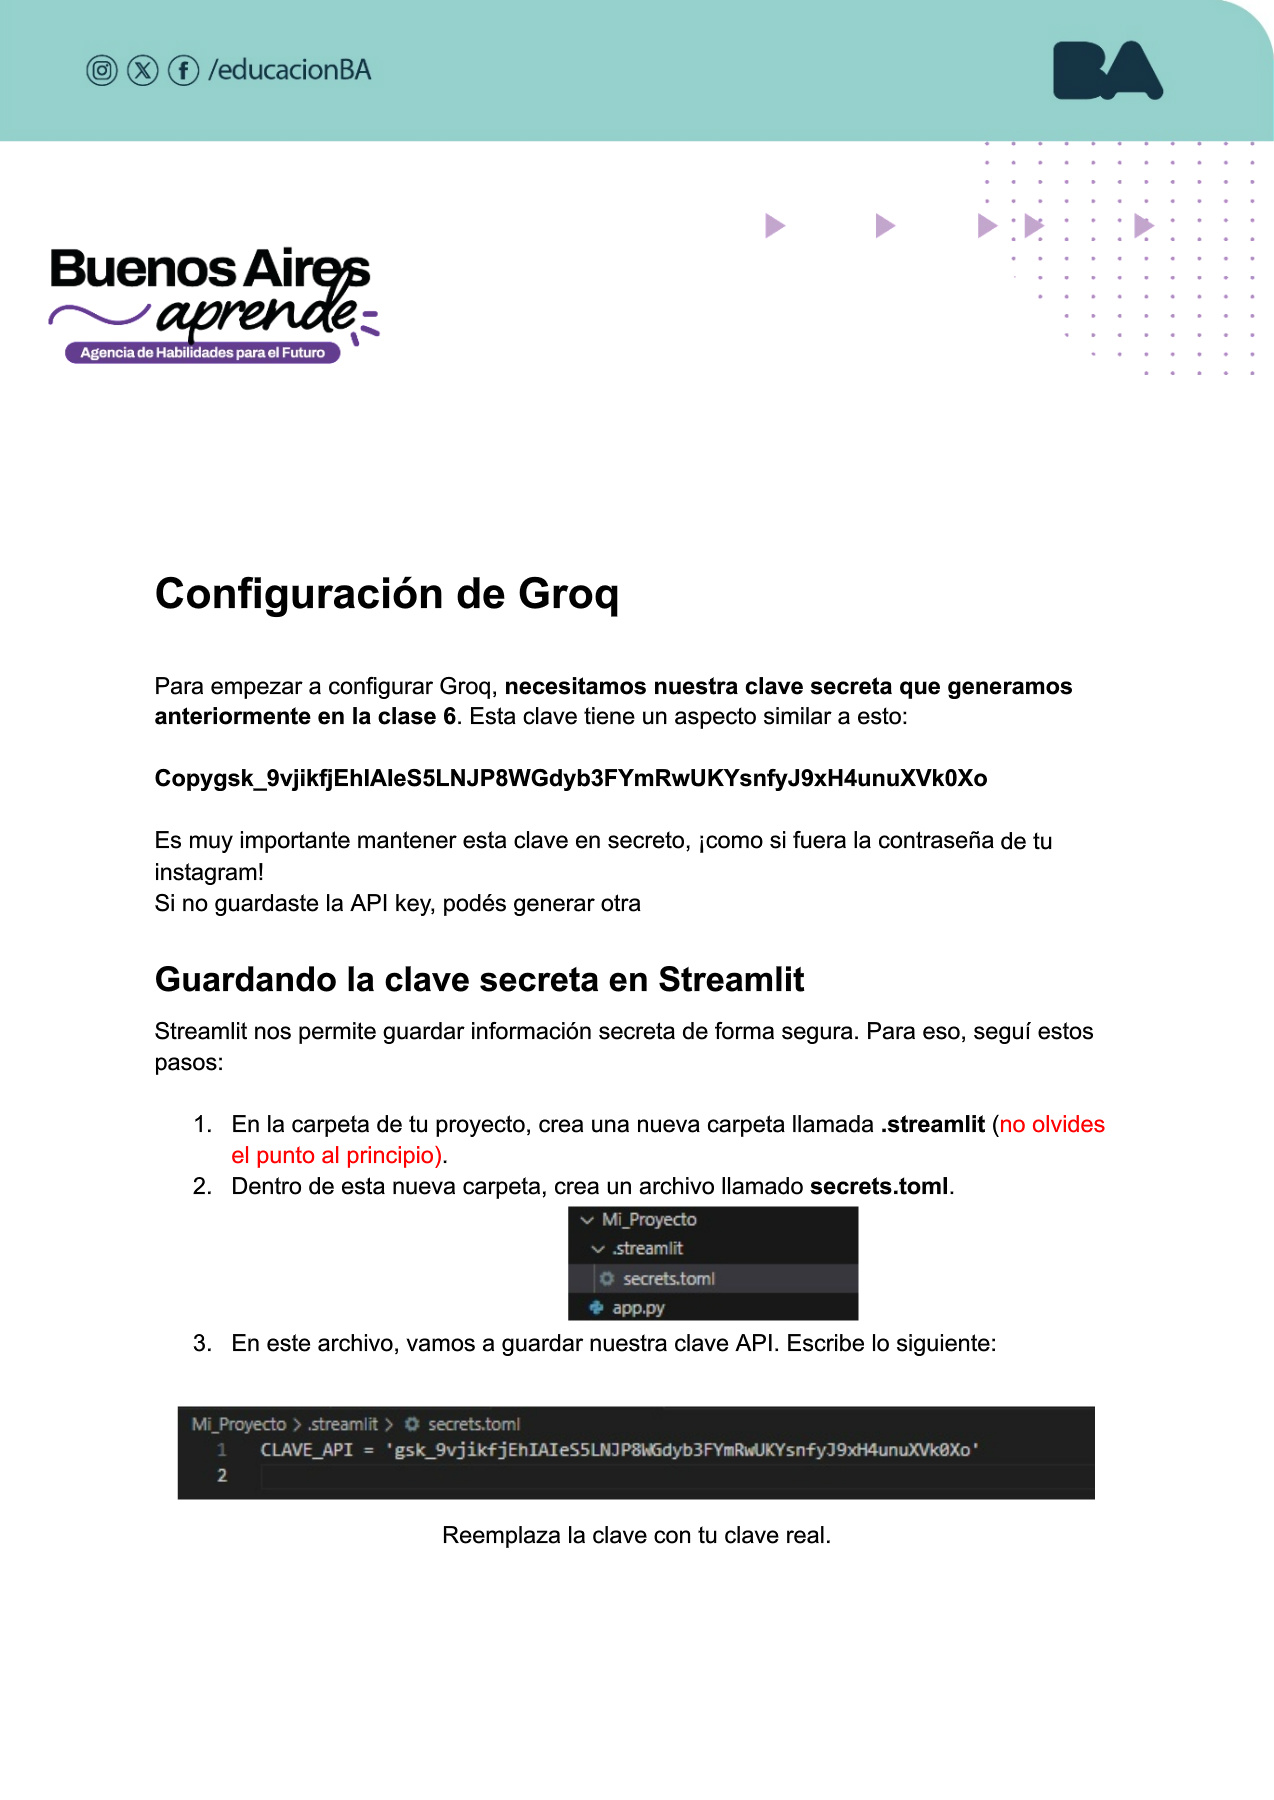 /educacionBA
BA
Buenos Aires
aprende
Agencia de Habilidades para el Futuro
Configuración de Groq
Para empezar a configurar Groq, necesitamos nuestra clave secreta que generamos
anteriormente en la clase 6. Esta clave tiene un aspecto similar a esto:
Copygsk_9vjikfjEhIAIeS5LNJP8WGdyb3FYmRwUKYsnfyJ9xH4unuXVk0Xo
Es muy importante mantener esta clave en secreto, ¡como si fuera la contraseña de tu
instagram!
Si no guardaste la API key, podés generar otra
Guardando la clave secreta en Streamlit
Streamlit nos permite guardar información secreta de forma segura. Para eso, seguí estos
pasos:
1. En la carpeta de tu proyecto, crea una nueva carpeta llamada .streamlit (no olvides
el punto al principio).
2. Dentro de esta nueva carpeta, crea un archivo llamado secrets.toml.
Mi_Proyecto
.streamlit
secrets.toml
app.py
3. En este archivo, vamos a guardar nuestra clave API. Escribe lo siguiente:
Mi_Proyecto > .streamlit > secrets.toml
1 CLAVE_API = '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'
2
Reemplaza la clave con tu clave real.